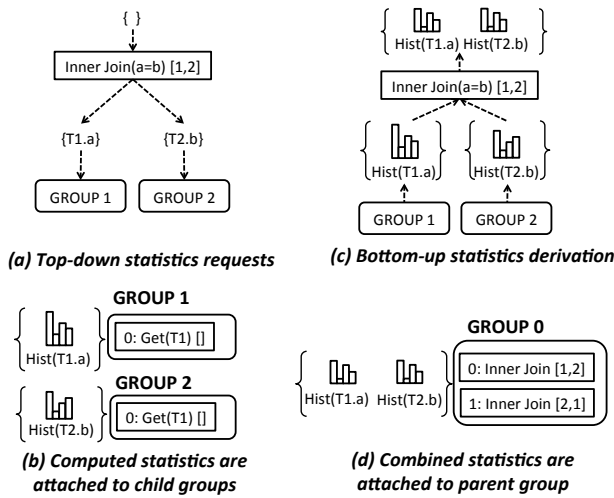 { }
Inner Join(a=b) [1,2]
{T1.a} {T2.b}
GROUP 1 GROUP 2
(a) Top-down statistics requests
Hist(T1.a) Hist(T2.b)
Inner Join(a=b) [1,2]
Hist(T1.a) Hist(T2.b)
GROUP 1 GROUP 2
(c) Bottom-up statistics derivation
GROUP 1
0: Get(T1) []
Hist(T1.a)
GROUP 2
0: Get(T1) []
Hist(T2.b)
(b) Computed statistics are
attached to child groups
GROUP 0
0: Inner Join [1,2]
Hist(T1.a) Hist(T2.b)
1: Inner Join [2,1]
(d) Combined statistics are
attached to parent group